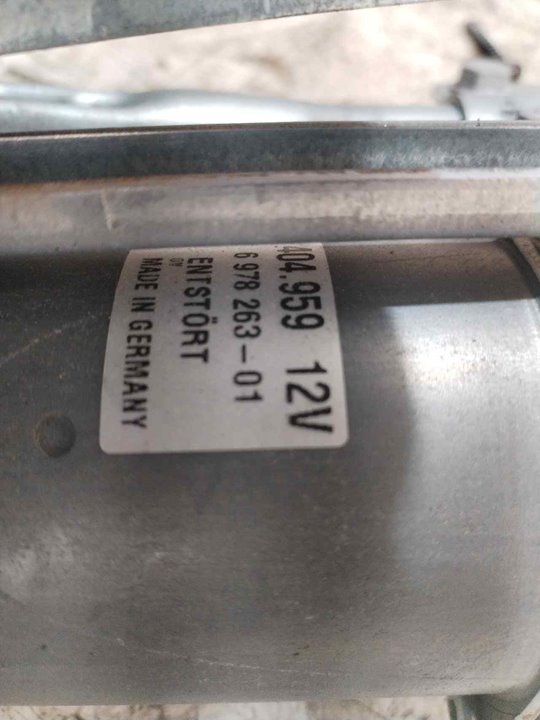 404.959 12V
6 978 263-01
ENTSTÖRT
MADE IN GERMANY